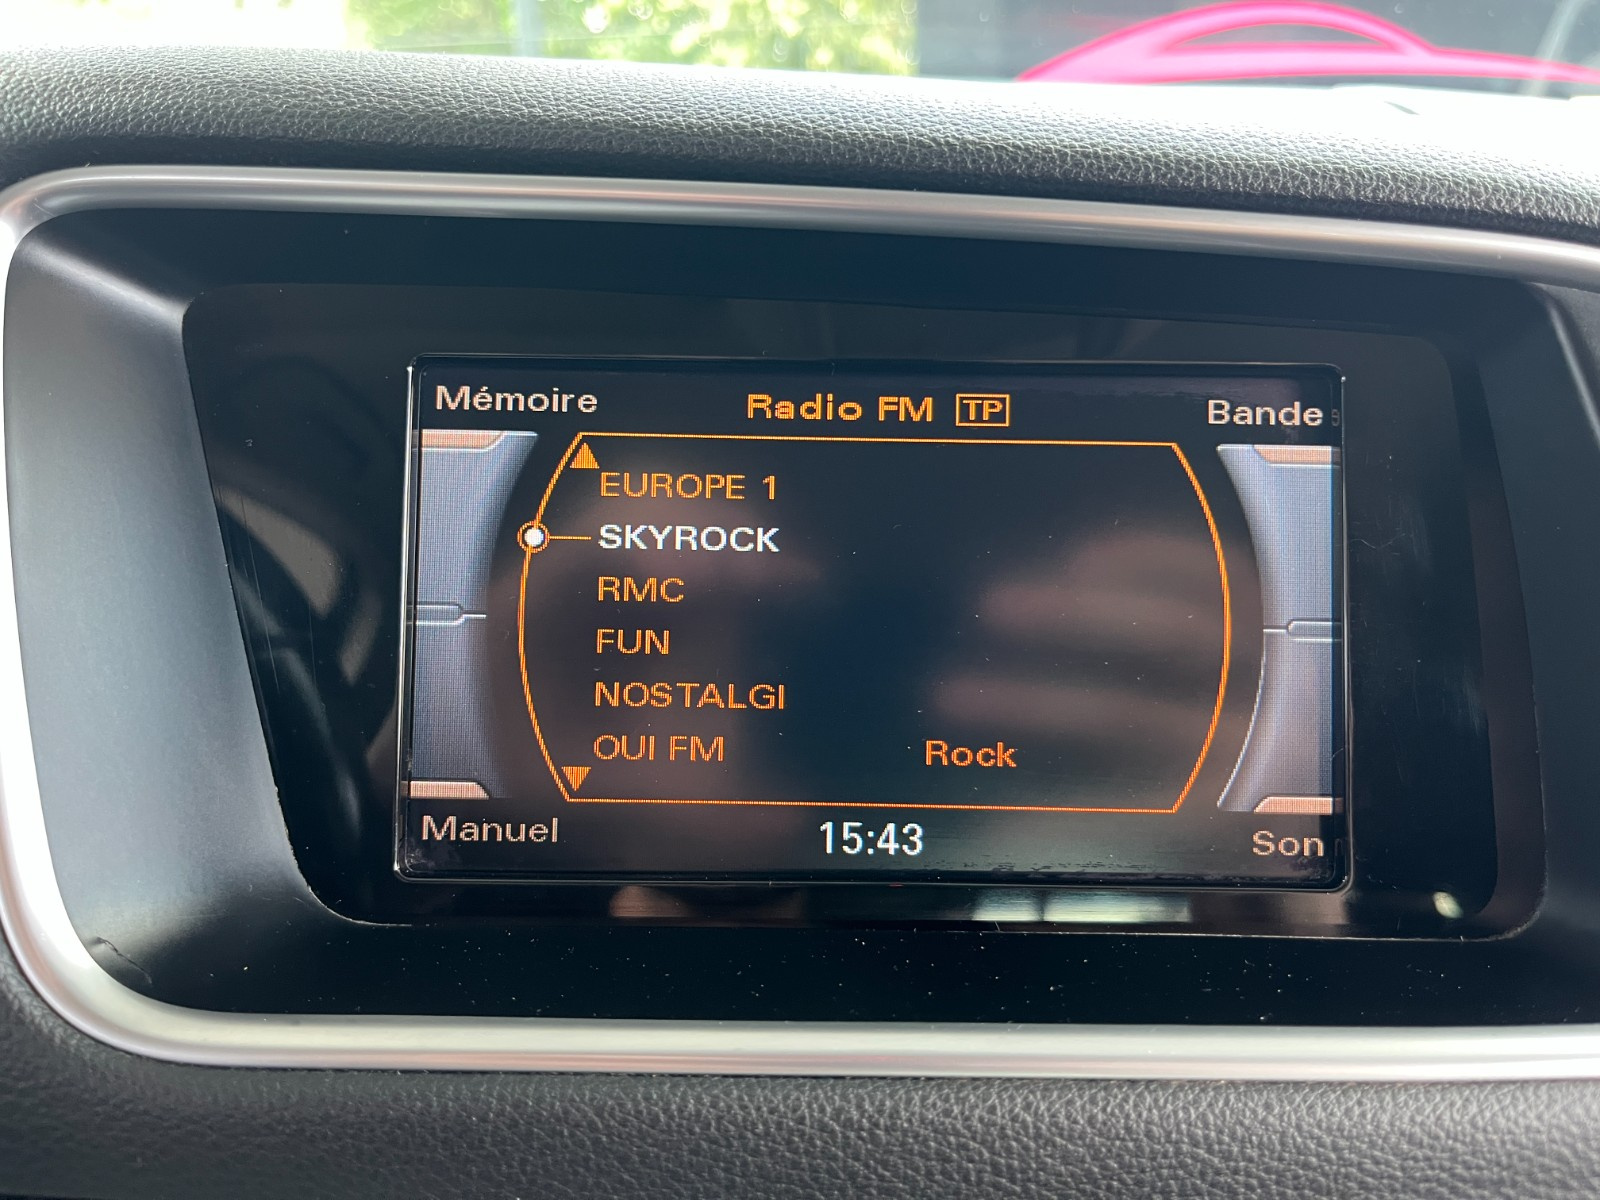 Mémoire Radio FM TP Bande
EUROPE 1
SKYROCK
RMC
FUN
NOSTALGI
OUI FM Rock
Manuel 15:43 Son